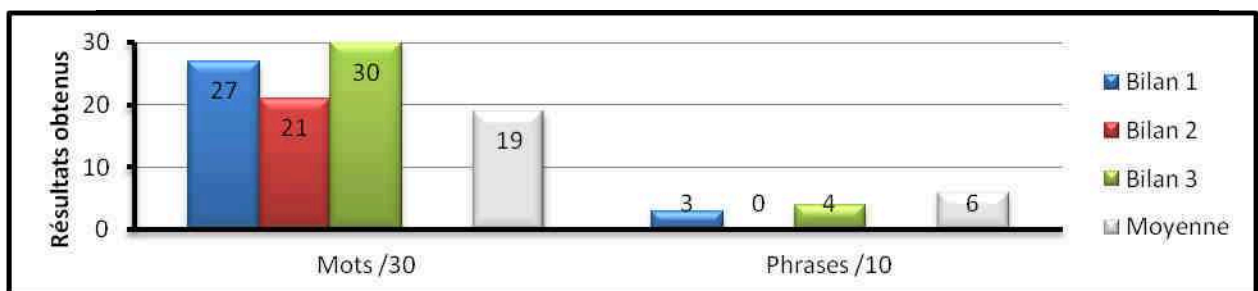 Résultats obtenus
30
20
10
0
27
21
30
19
3
0
4
6
Mots /30
Phrases /10
Bilan 1
Bilan 2
Bilan 3
Moyenne